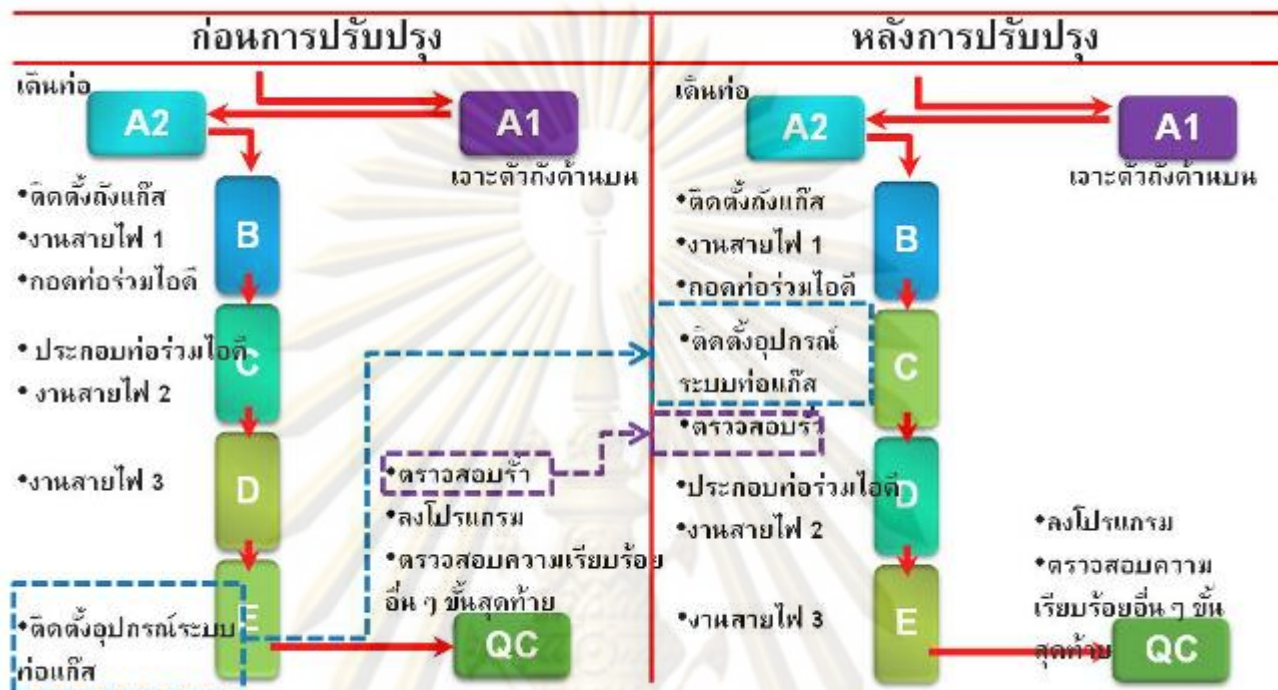 ก่อนการปรับปรุง
เดินท่อ
A2
A1
เจาะตัวถังด้านบน
•ติดตั้งถังแก๊ส
•งานสายไฟ 1
•ถอดท่อร่วมไอดี
B
• ประกอบท่อร่วมไอดี
• งานสายไฟ 2
C
•งานสายไฟ 3
D
•ตรวจสอบรั่ว
•ลงโปรแกรม
•ตรวจสอบความเรียบร้อย
อื่น ๆ ขั้นสุดท้าย
E
•ติดตั้งอุปกรณ์ระบบ
ท่อแก๊ส
QC
หลังการปรับปรุง
เดินท่อ
A2
A1
เจาะตัวถังด้านบน
•ติดตั้งถังแก๊ส
•งานสายไฟ 1
•ถอดท่อร่วมไอดี
B
•ติดตั้งอุปกรณ์
ระบบท่อแก๊ส
C
•ตรวจสอบรั่ว
•ประกอบท่อร่วมไอดี
•งานสายไฟ 2
D
•งานสายไฟ 3
E
•ลงโปรแกรม
•ตรวจสอบความ
เรียบร้อยอื่น ๆ ขั้น
สุดท้าย
QC